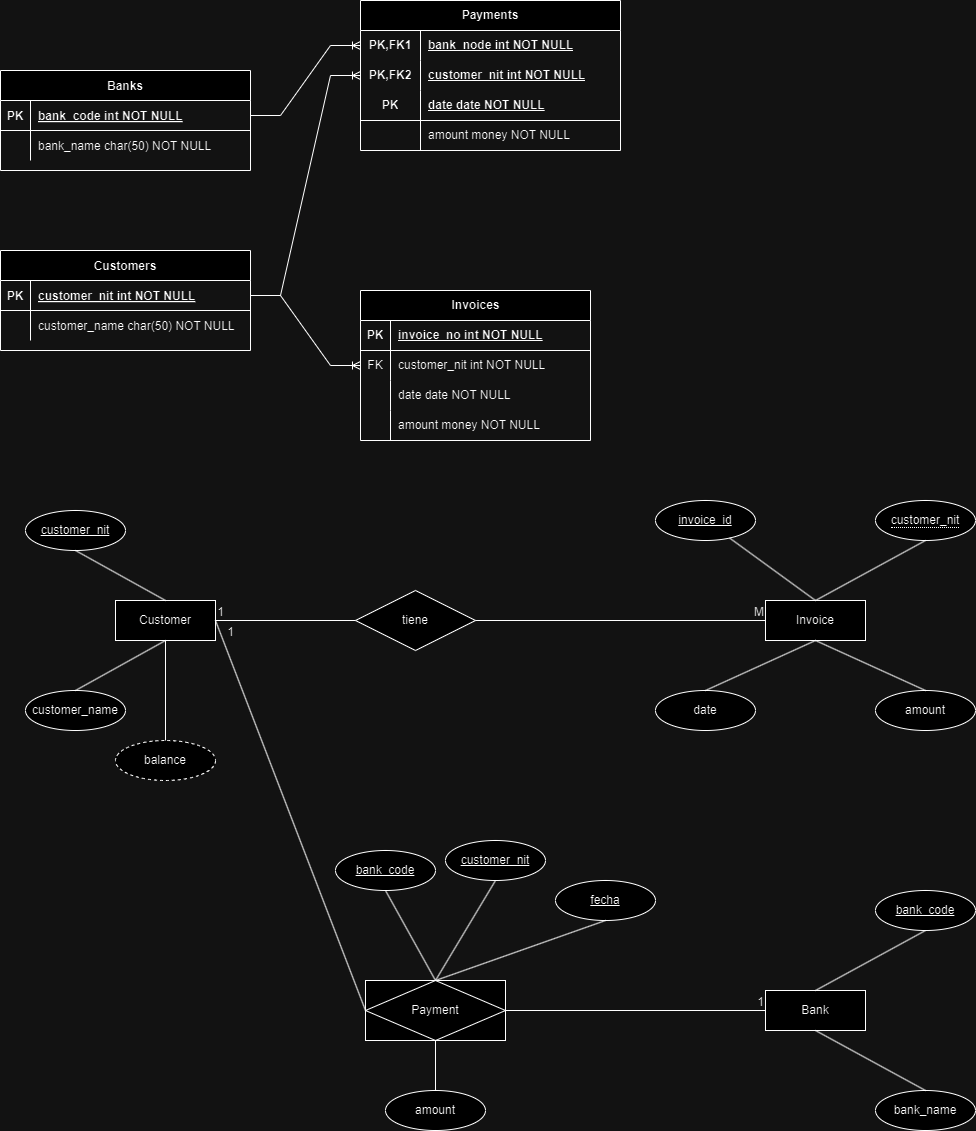 Payments
PK,FK1 bank_node int NOT NULL
PK,FK2 customer_nit int NOT NULL
PK date date NOT NULL
amount money NOT NULL
Banks
PK bank_code int NOT NULL
bank_name char(50) NOT NULL
Customers
PK customer_nit int NOT NULL
customer_name char(50) NOT NULL
Invoices
PK invoice_no int NOT NULL
FK customer_nit int NOT NULL
date date NOT NULL
amount money NOT NULL
customer_nit
invoice_id
customer_nit
Customer
1
1
tiene
M
Invoice
customer_name
balance
date
amount
bank_code
customer_nit
fecha
bank_code
Payment
1
Bank
amount
bank_name